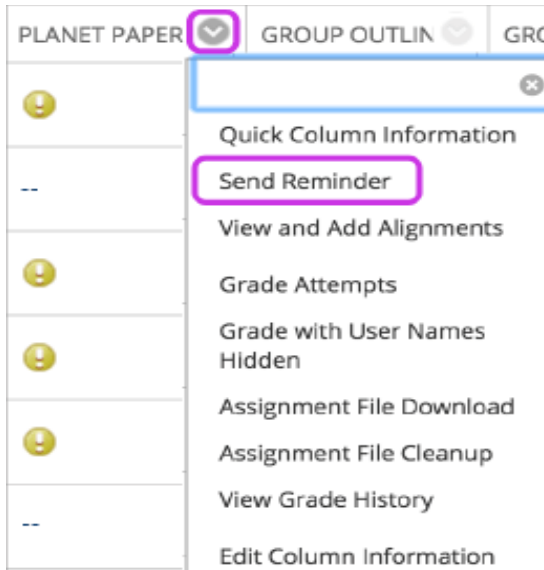 PLANET PAPER GROUP OUTLIN GRO
Quick Column Information
-- Send Reminder
View and Add Alignments
Grade Attempts
Grade with User Names
Hidden
Assignment File Download
Assignment File Cleanup
View Grade History
--
Edit Column Information